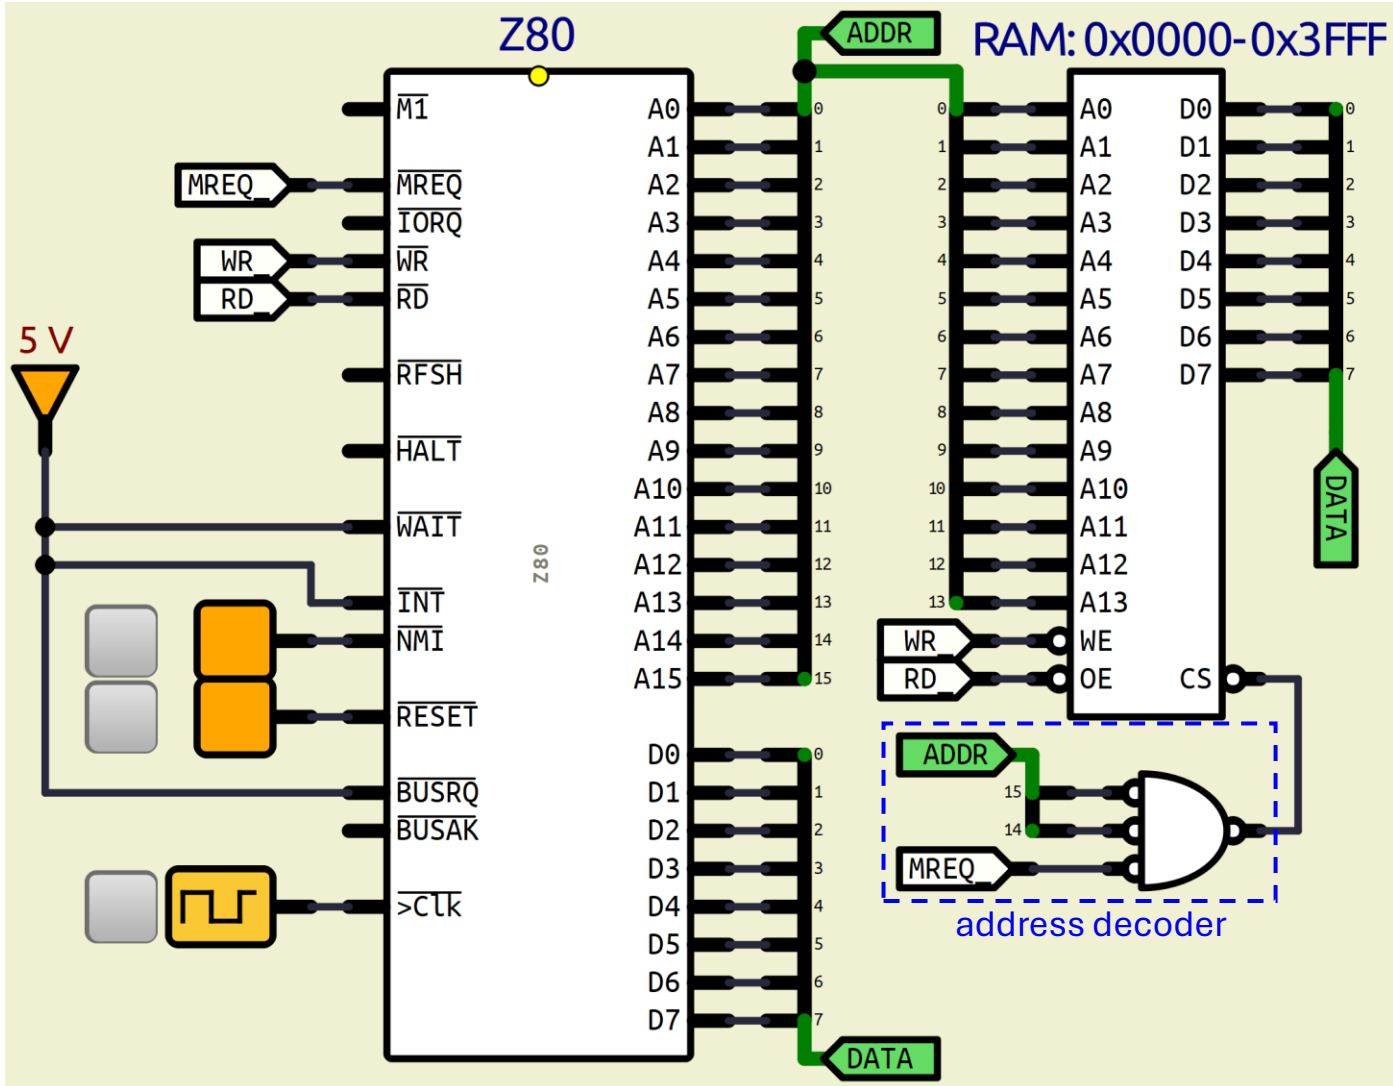 Z80
ADDR
RAM: 0x0000-0x3FFF
M1
MREQ_
MREQ
IORQ
WR_
WR
RD_
RD
5 V
RFSH
HALT
WAIT
INT
NMI
RESET
BUSRQ
BUSAK
>Clk
Z80
A0
A1
A2
A3
A4
A5
A6
A7
A8
A9
A10
A11
A12
A13
A14
A15
D0
D1
D2
D3
D4
D5
D6
D7
0
1
2
3
4
5
6
7
8
9
10
11
12
13
14
15
0
1
2
3
4
5
6
7
DATA
0
1
2
3
4
5
6
7
8
9
10
11
12
13
A0
A1
A2
A3
A4
A5
A6
A7
A8
A9
A10
A11
A12
A13
WR_
WE
RD_
OE
D0
D1
D2
D3
D4
D5
D6
D7
CS
0
1
2
3
4
5
6
7
DATA
ADDR
15
14
MREQ_
address decoder